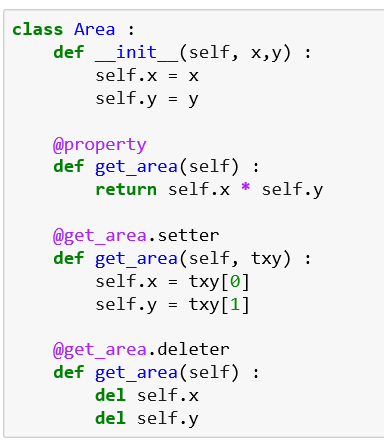 class Area :
    def __init__(self, x,y) :
        self.x = x
        self.y = y

    @property
    def get_area(self) :
        return self.x * self.y

    @get_area.setter
    def get_area(self, txy) :
        self.x = txy[0]
        self.y = txy[1]

    @get_area.deleter
    def get_area(self) :
        del self.x
        del self.y